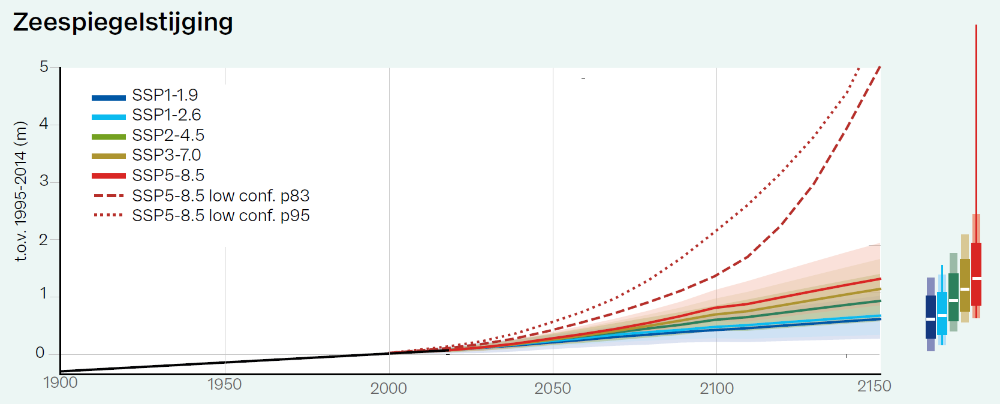 Zeespiegelstijging
t.o.v. 1995-2014 (m)
5
4
3
2
1
0
SSP1-1.9
SSP1-2.6
SSP2-4.5
SSP3-7.0
SSP5-8.5
SSP5-8.5 low conf. p83
SSP5-8.5 low conf. p95
1900
1950
2000
2050
2100
2150